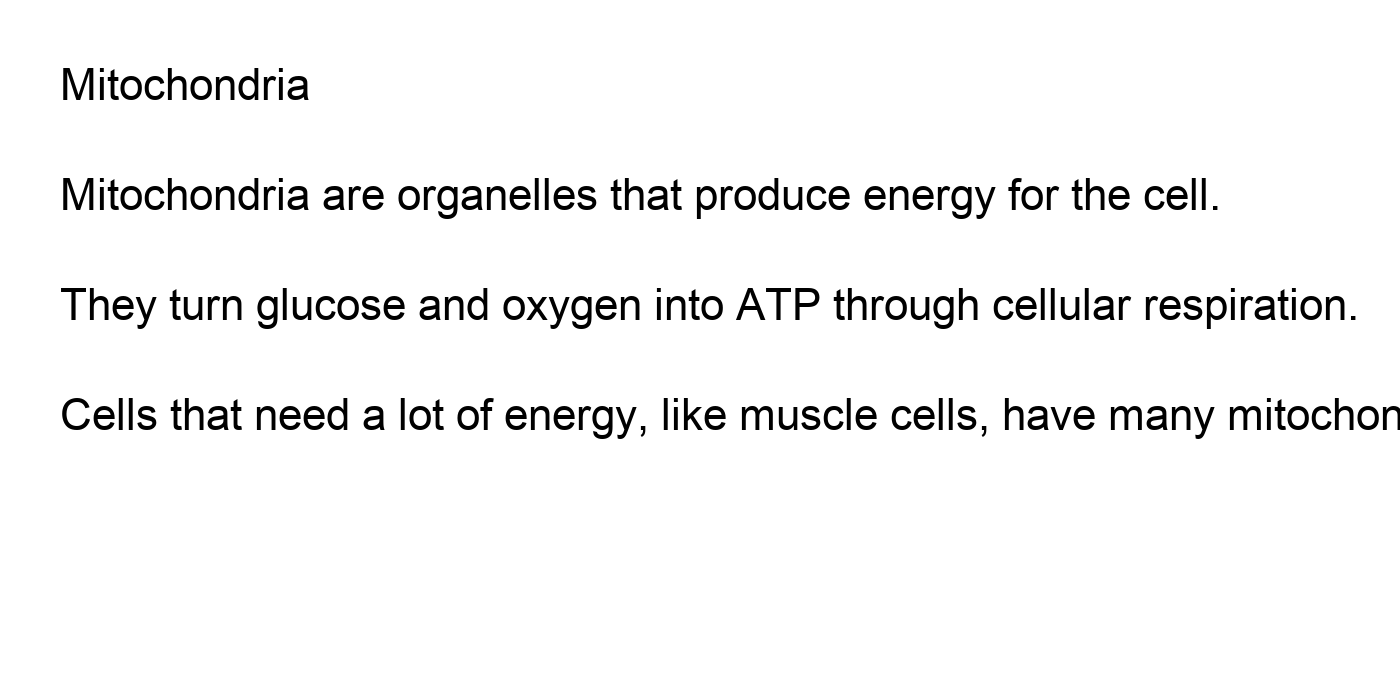 Mitochondria
Mitochondria are organelles that produce energy for the cell.
They turn glucose and oxygen into ATP through cellular respiration.
Cells that need a lot of energy, like muscle cells, have many